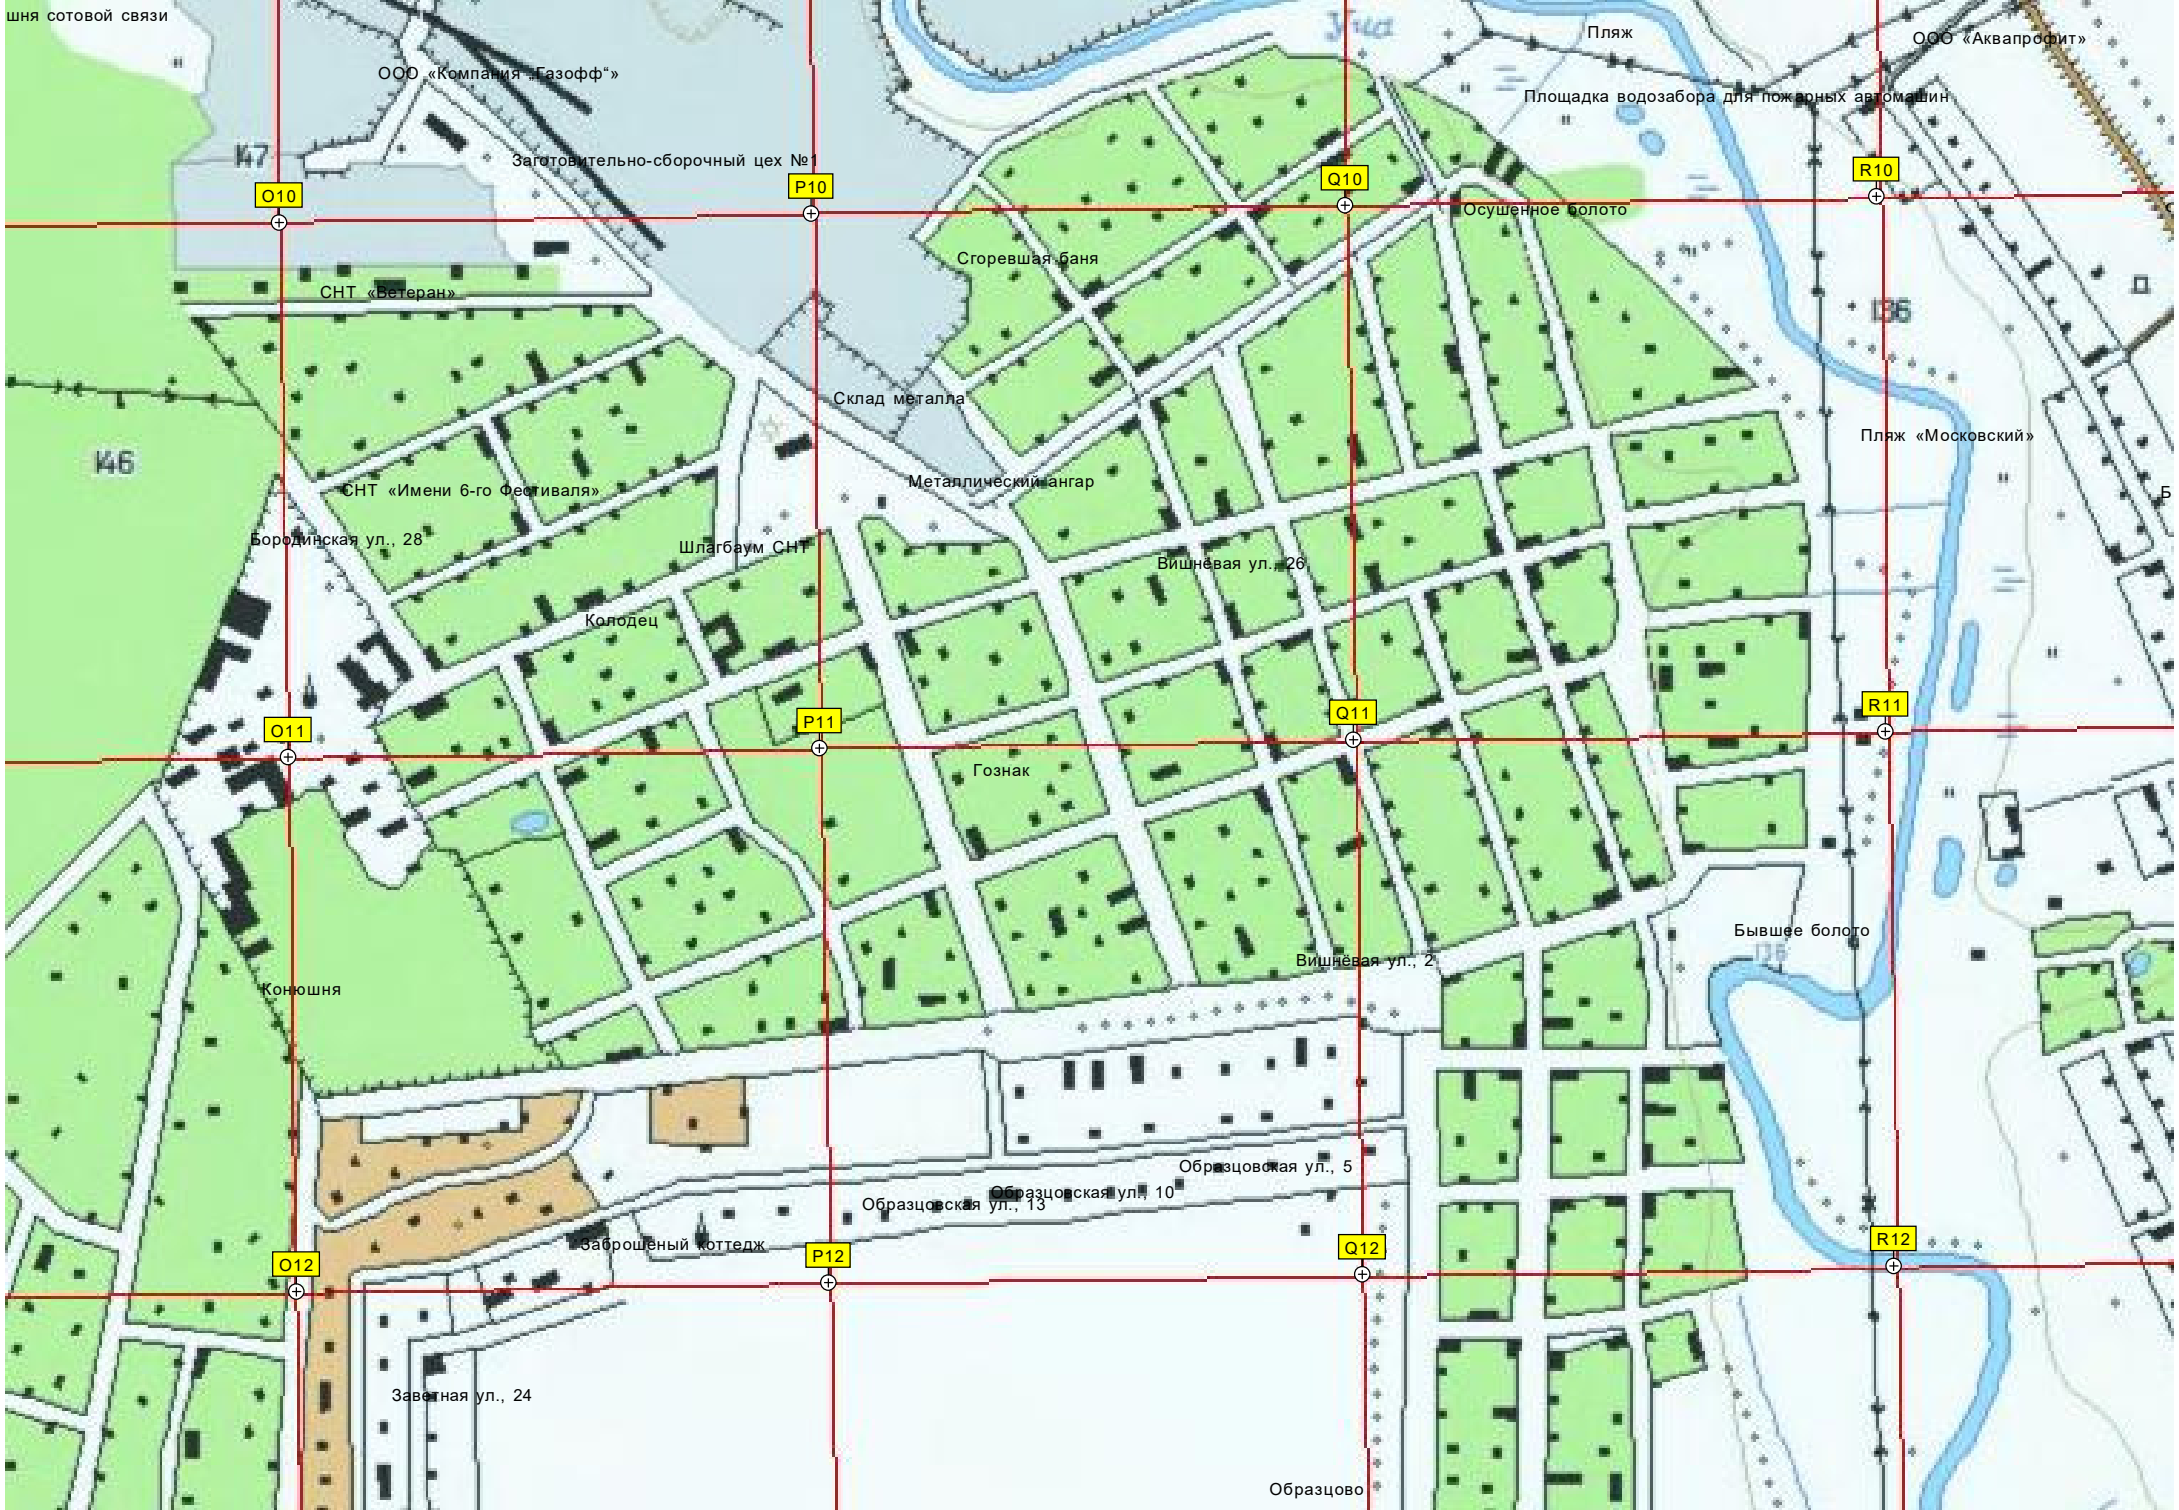 шня сотовой связи
Уча
Пляж
ООО «Аквапрофит»
ООО «Компания „Газофф“»
Площадка водозабора для пожарных автомашин
147
Заготовительно-сборочный цех №1
O10
P10
Q10
R10
Осушенное болото
Сгоревшая баня
СНТ «Ветеран»
136
Склад металла
Пляж «Московский»
146
СНТ «Имени 6-го Фестиваля»
Металлический ангар
Б
Бородинская ул., 28
Шлагбаум СНТ
Вишнёвая ул., 26
Колодец
O11
P11
Q11
R11
Гознак
Бывшее болото
136
Вишнёвая ул., 2
Конюшня
Образцовская ул., 5
Образцовская ул., 10
Образцовская ул., 13
Заброшеный коттедж
O12
P12
Q12
R12
Заветная ул., 24
Образцово